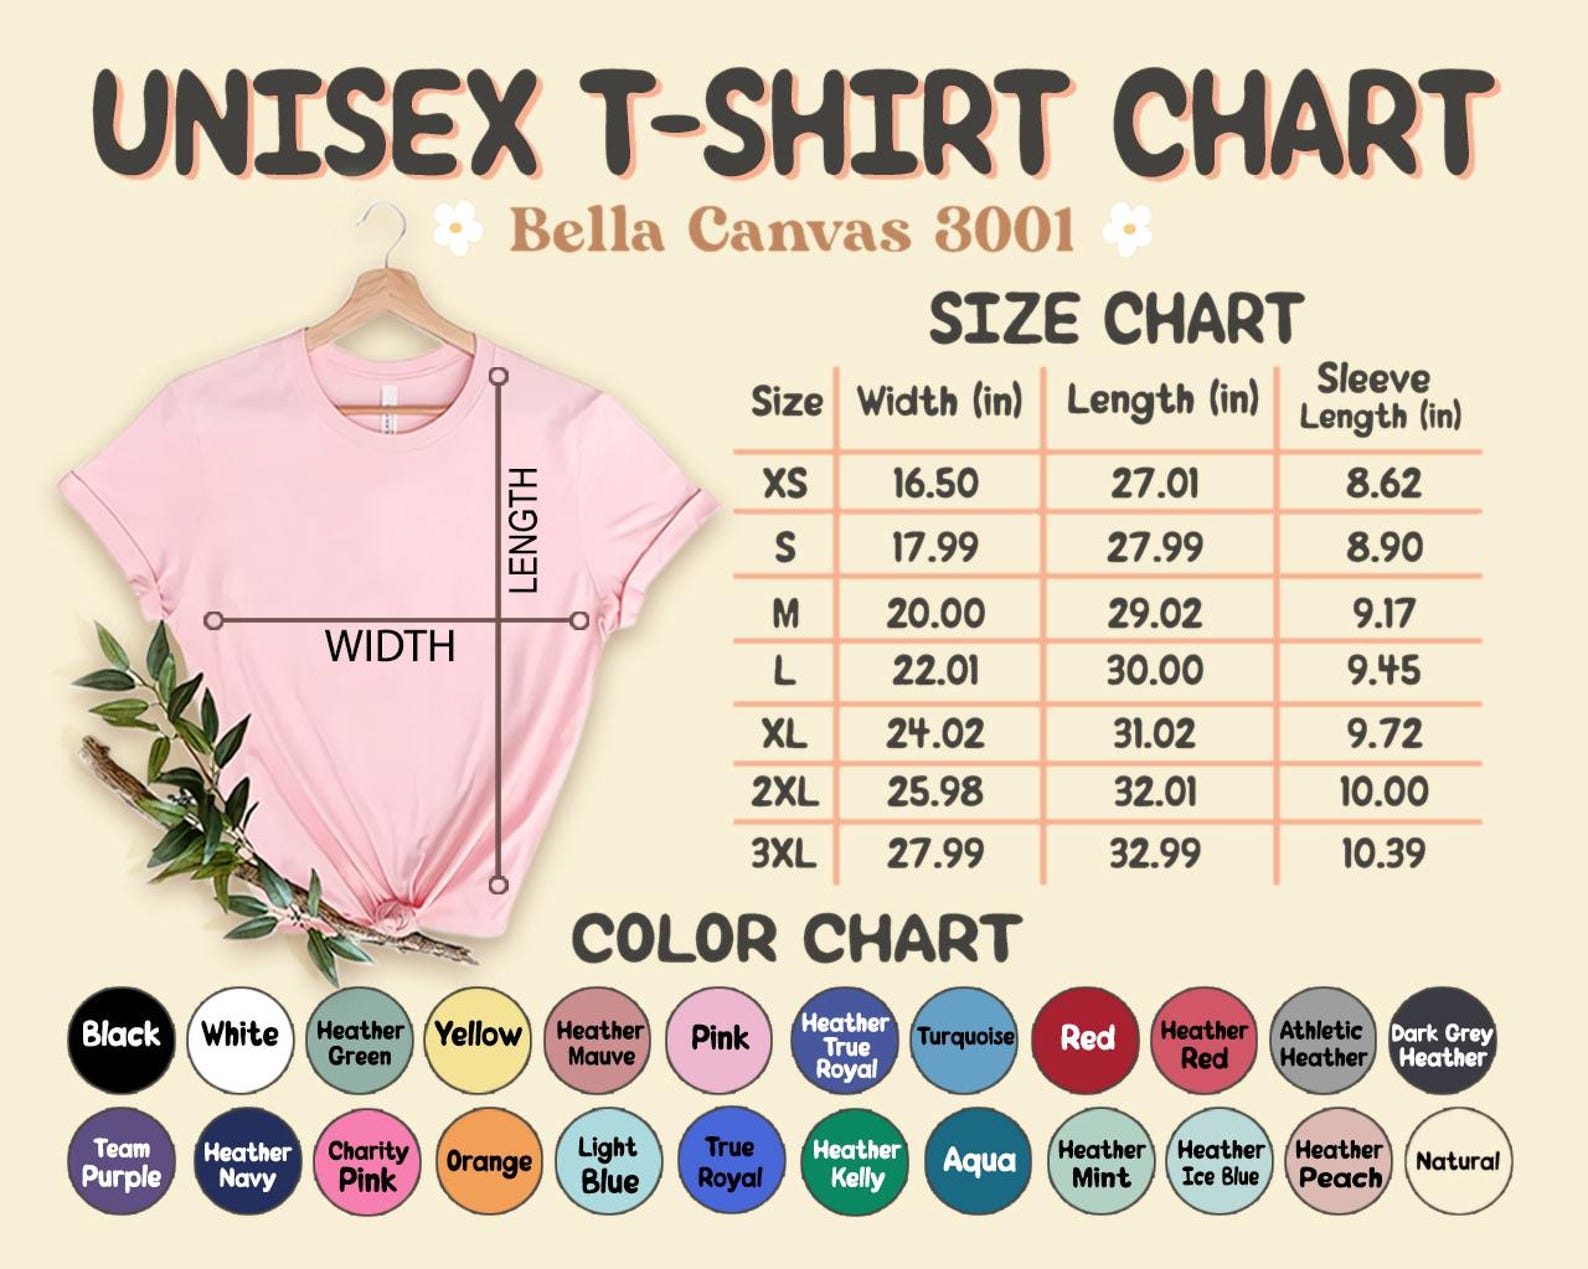 UNISEX T-SHIRT CHART
Bella Canvas 3001
SIZE CHART
Size Width (in) Length (in) Sleeve Length (in)
XS 16.50 27.01 8.62
S 17.99 27.99 8.90
M 20.00 29.02 9.17
L 22.01 30.00 9.45
XL 24.02 31.02 9.72
2XL 25.98 32.01 10.00
3XL 27.99 32.99 10.39
LENGTH
WIDTH
COLOR CHART
Black
White
Heather
Green
Yellow
Heather
Mauve
Pink
Heather
True
Royal
Turquoise
Red
Heather
Red
Athletic
Heather
Dark Grey
Heather
Team
Purple
Heather
Navy
Charity
Pink
Orange
Light
Blue
True
Royal
Heather
Kelly
Aqua
Heather
Mint
Heather
Ice Blue
Heather
Peach
Natural